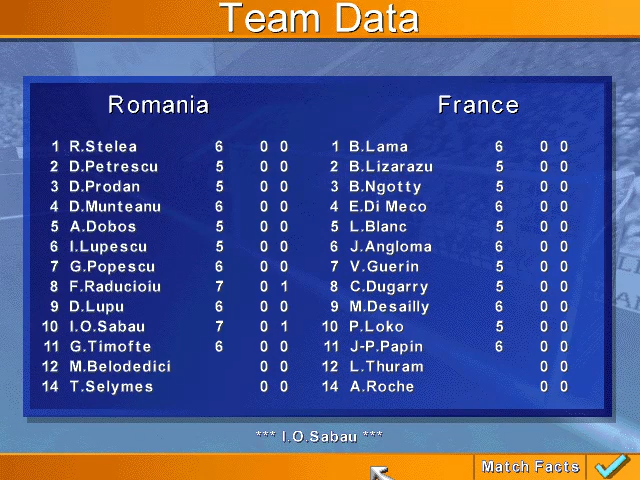 Team Data
Romania France
1 R.Stelea 6 0 0 1 B.Lama 6 0 0
2 D.Petrescu 5 0 0 2 B.Lizarazu 5 0 0
3 D.Prodan 5 0 0 3 B.Ngotty 5 0 0
4 D.Munteanu 6 0 0 4 E.Di Meco 6 0 0
5 A.Dobos 5 0 0 5 L.Blanc 5 0 0
6 I.Lupescu 5 0 0 6 J.Angloma 6 0 0
7 G.Popescu 6 0 0 7 V.Guerin 5 0 0
8 F.Raducioiu 7 0 1 8 C.Dugarry 5 0 0
9 D.Lupu 6 0 0 9 M.Desailly 6 0 0
10 I.O.Sabau 7 0 1 10 P.Loko 5 0 0
11 G.Timofte 6 0 0 11 J-P.Papin 6 0 0
12 M.Belodedici 0 0 12 L.Thuram 0 0
14 T.Selymes 0 0 14 A.Roche 0 0
*** I.O.Sabau ***
Match Facts